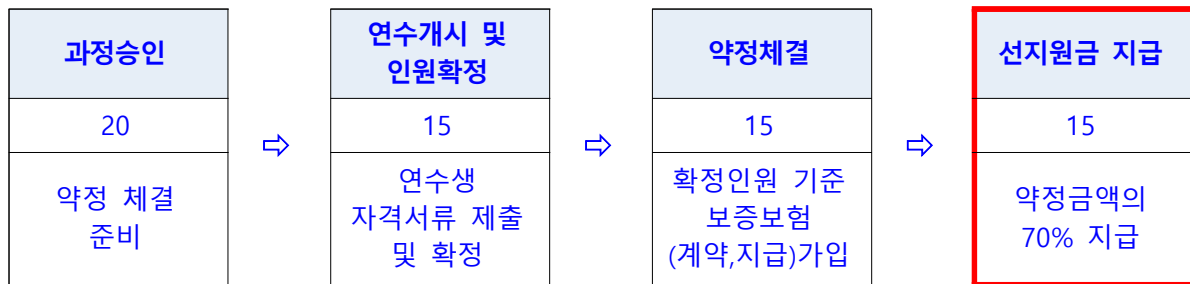 과정승인
20
약정 체결
준비
⇨
연수개시 및
인원확정
15
연수생
자격서류 제출
및 확정
⇨
약정체결
15
확정인원 기준
보증보험
(계약,지급)가입
⇨
선지원금 지급
15
약정금액의
70% 지급